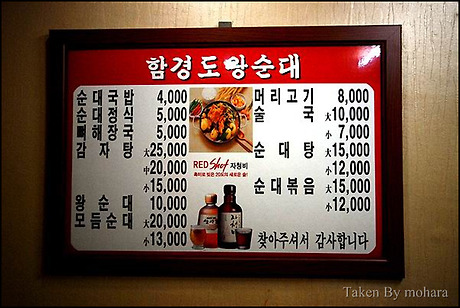 함경도왕순대
순대국밥 4,000
순대정식 5,000
뼈해장국 5,000
감자탕 大25,000
中20,000
小15,000
왕순대 10,000
모듬순대 大20,000
小13,000
RED Shot 자청비
머리고기 8,000
술국 大10,000
小7,000
순대탕 大15,000
小12,000
순대볶음 大15,000
小12,000
찾아주셔서 감사합니다
Taken By mohara